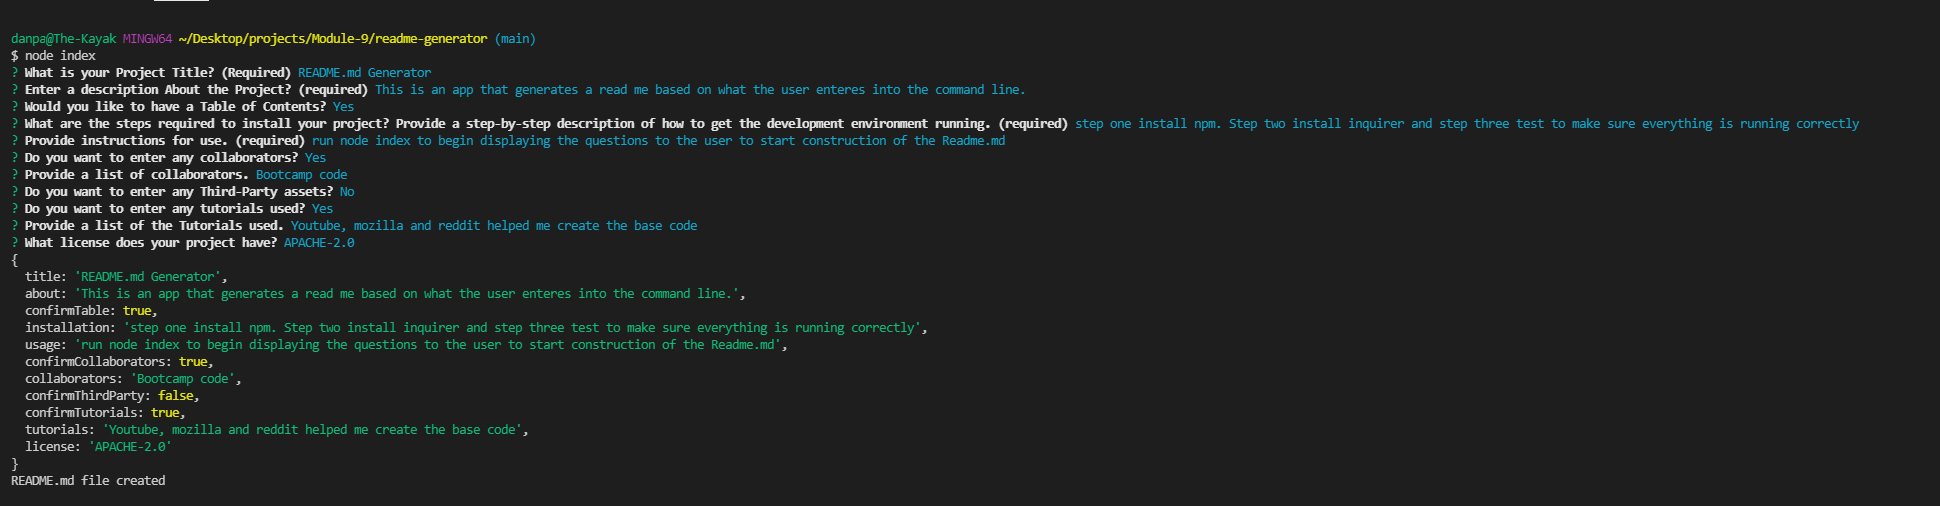 danpa@The-Kayak MINGW64 ~/Desktop/projects/Module-9/readme-generator (main)
$ node index
? What is your Project Title? (Required) README.md Generator
? Enter a description About the Project? (required) This is an app that generates a read me based on what the user enteres into the command line.
? Would you like to have a Table of Contents? Yes
? What are the steps required to install your project? Provide a step-by-step description of how to get the development environment running. (required) step one install npm. Step two install inquirer and step three test to make sure everything is running correctly
? Provide instructions for use. (required) run node index to begin displaying the questions to the user to start construction of the Readme.md
? Do you want to enter any collaborators? Yes
? Provide a list of collaborators. Bootcamp code
? Do you want to enter any Third-Party assets? No
? Do you want to enter any tutorials used? Yes
? Provide a list of the Tutorials used. Youtube, mozilla and reddit helped me create the base code
? What license does your project have? APACHE-2.0
{
  title: 'README.md Generator',
  about: 'This is an app that generates a read me based on what the user enteres into the command line.',
  confirmTable: true,
  installation: 'step one install npm. Step two install inquirer and step three test to make sure everything is running correctly',
  usage: 'run node index to begin displaying the questions to the user to start construction of the Readme.md',
  confirmCollaborators: true,
  collaborators: 'Bootcamp code',
  confirmThirdParty: false,
  confirmTutorials: true,
  tutorials: 'Youtube, mozilla and reddit helped me create the base code',
  license: 'APACHE-2.0'
}
README.md file created